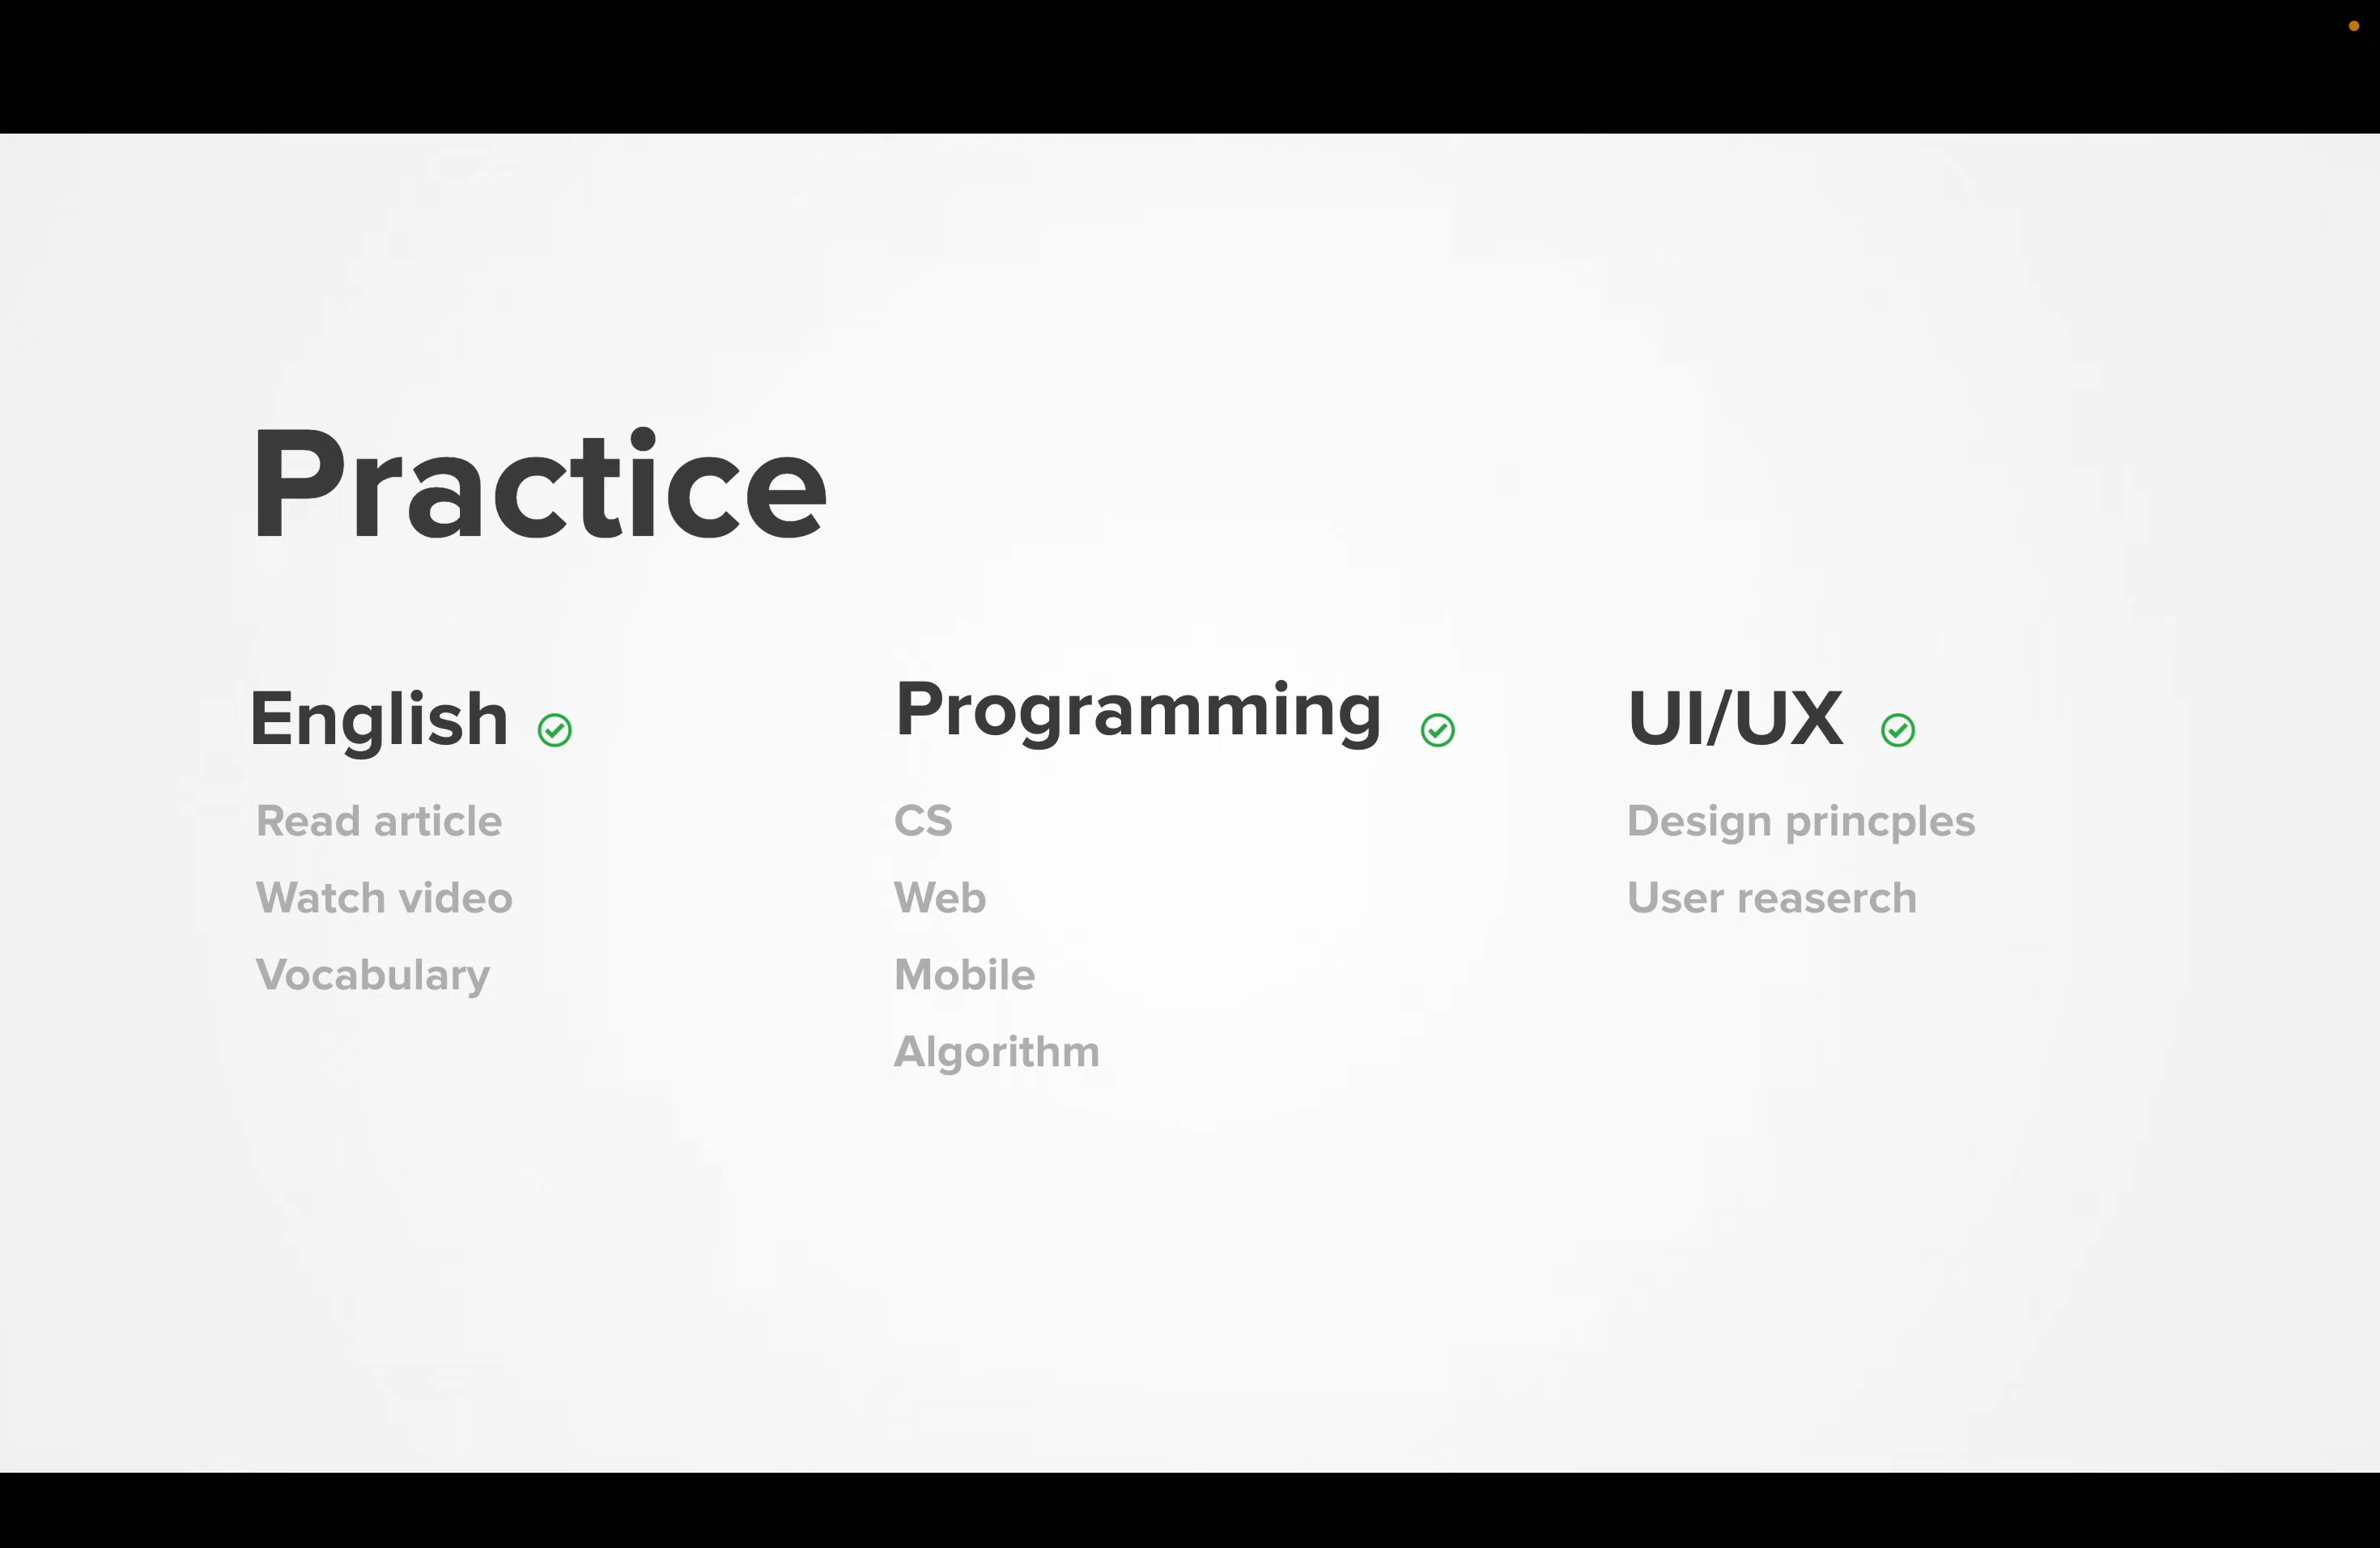 Practice
English
Read article
Watch video
Vocabulary
Programming
CS
Web
Mobile
Algorithm
UI/UX
Design princples
User reaserch